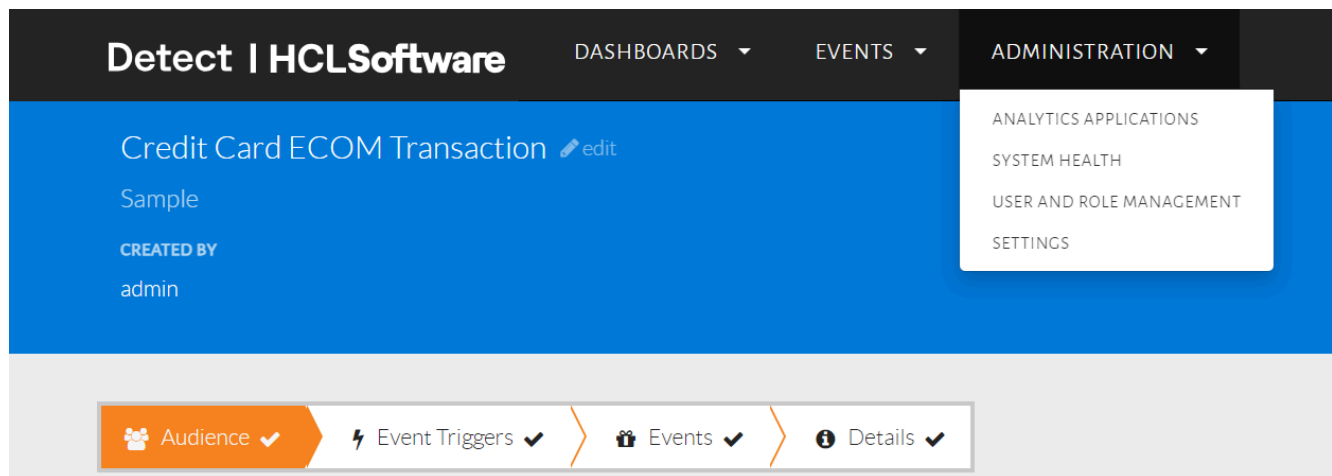 Detect | HCLSoftware DASHBOARDS EVENTS ADMINISTRATION
ANALYTICS APPLICATIONS
SYSTEM HEALTH
USER AND ROLE MANAGEMENT
SETTINGS
Credit Card ECOM Transaction edit
Sample
CREATED BY
admin
Audience Event Triggers Events Details